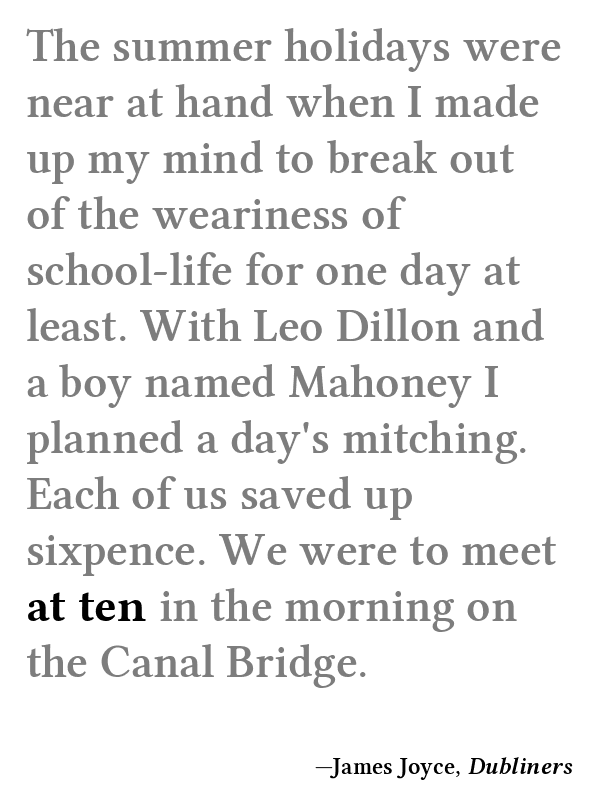 The summer holidays were
near at hand when I made
up my mind to break out
of the weariness of
school-life for one day at
least. With Leo Dillon and
a boy named Mahoney I
planned a day's mitching.
Each of us saved up
sixpence. We were to meet
at ten in the morning on
the Canal Bridge.
—James Joyce, Dubliners